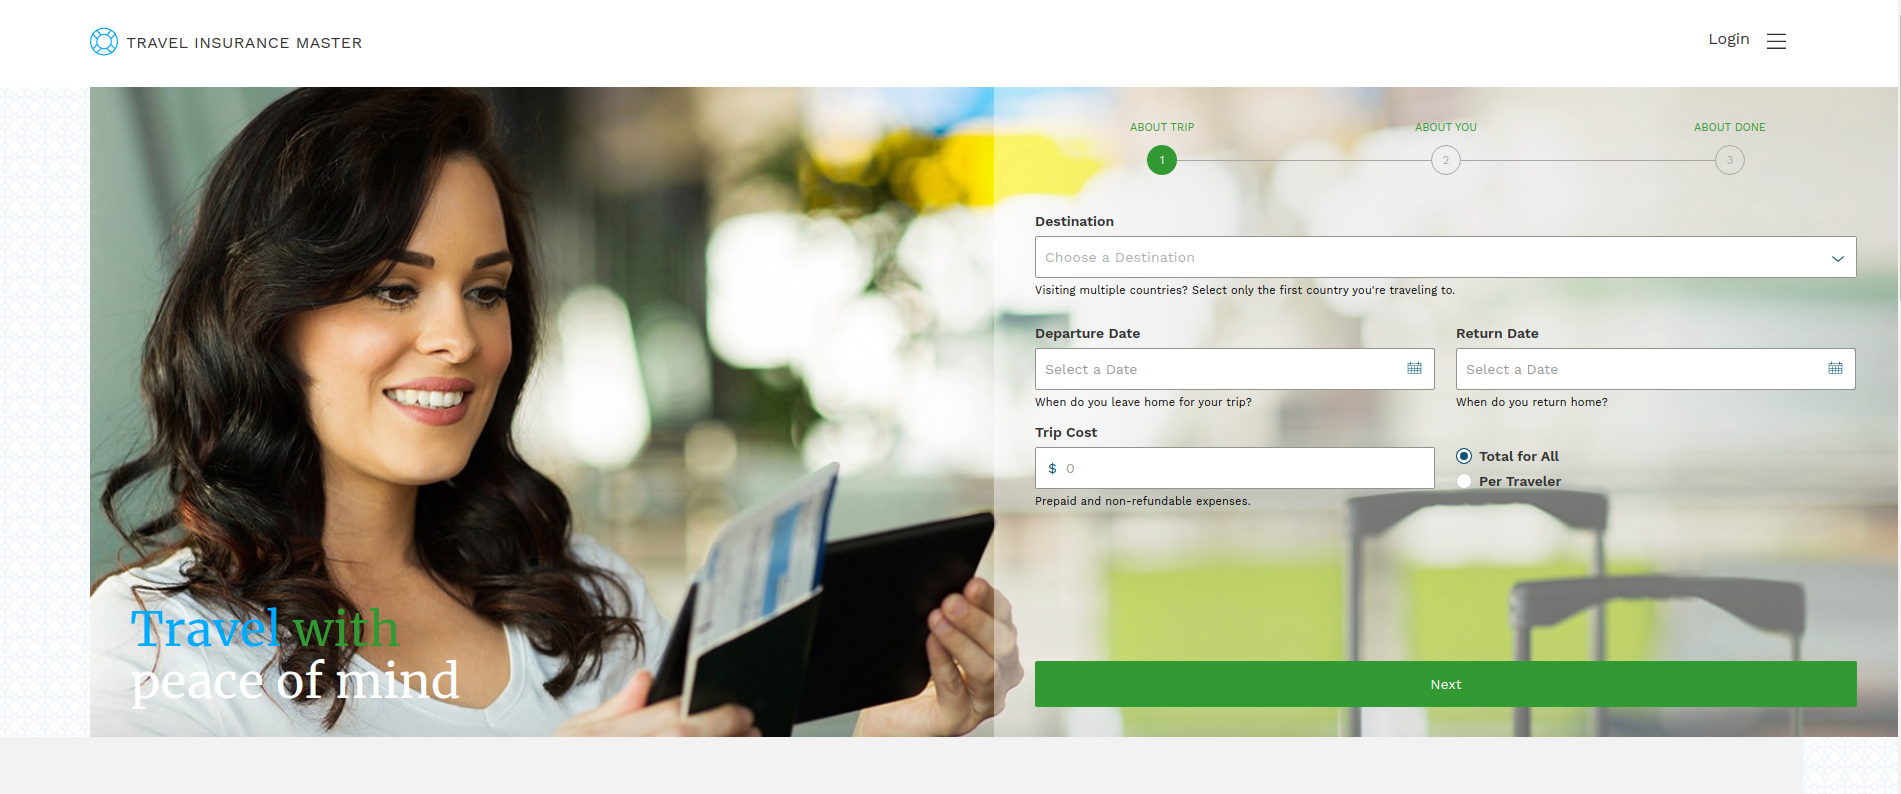 TRAVEL INSURANCE MASTER
Login
ABOUT TRIP
ABOUT YOU
ABOUT DONE
1
2
3
Destination
Choose a Destination
Visiting multiple countries? Select only the first country you're traveling to.
Departure Date
Return Date
Select a Date
Select a Date
When do you leave home for your trip?
When do you return home?
Trip Cost
$ 0
Total for All
Per Traveler
Prepaid and non-refundable expenses.
Travel with
peace of mind
Next